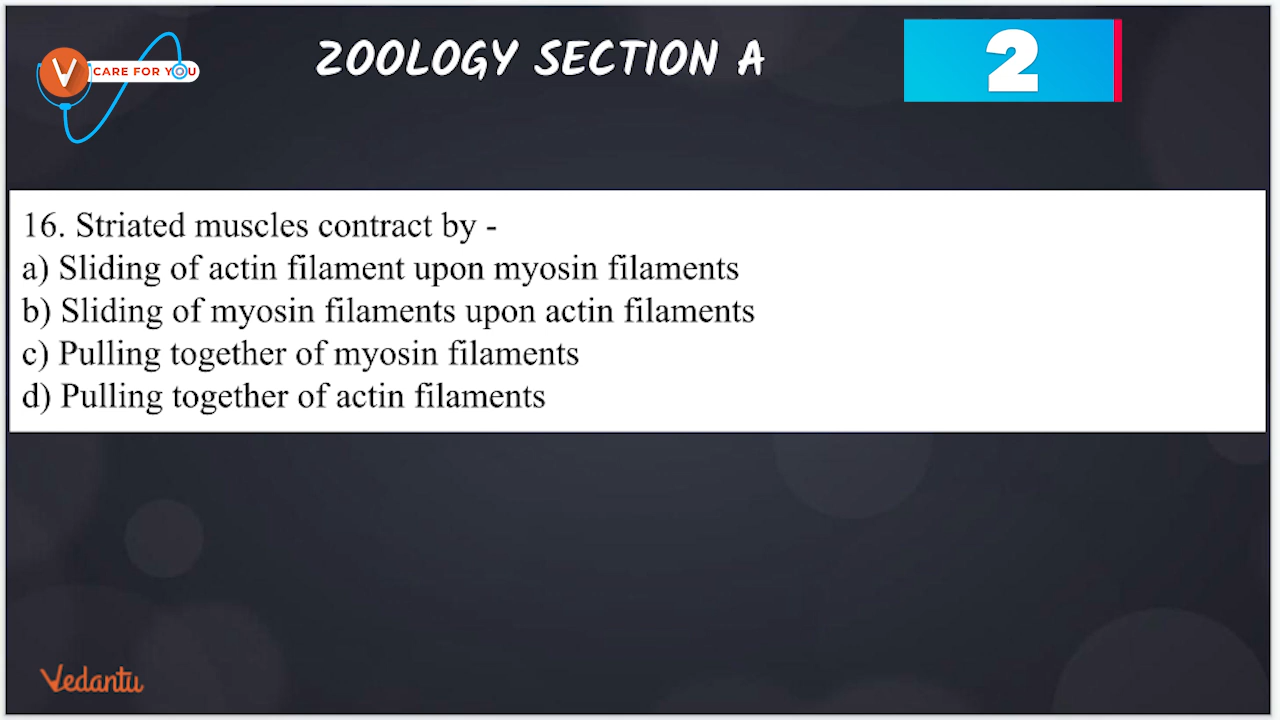 ZOOLOGY SECTION A
2
V CARE FOR YOU
16. Striated muscles contract by -
a) Sliding of actin filament upon myosin filaments
b) Sliding of myosin filaments upon actin filaments
c) Pulling together of myosin filaments
d) Pulling together of actin filaments
Vedantu